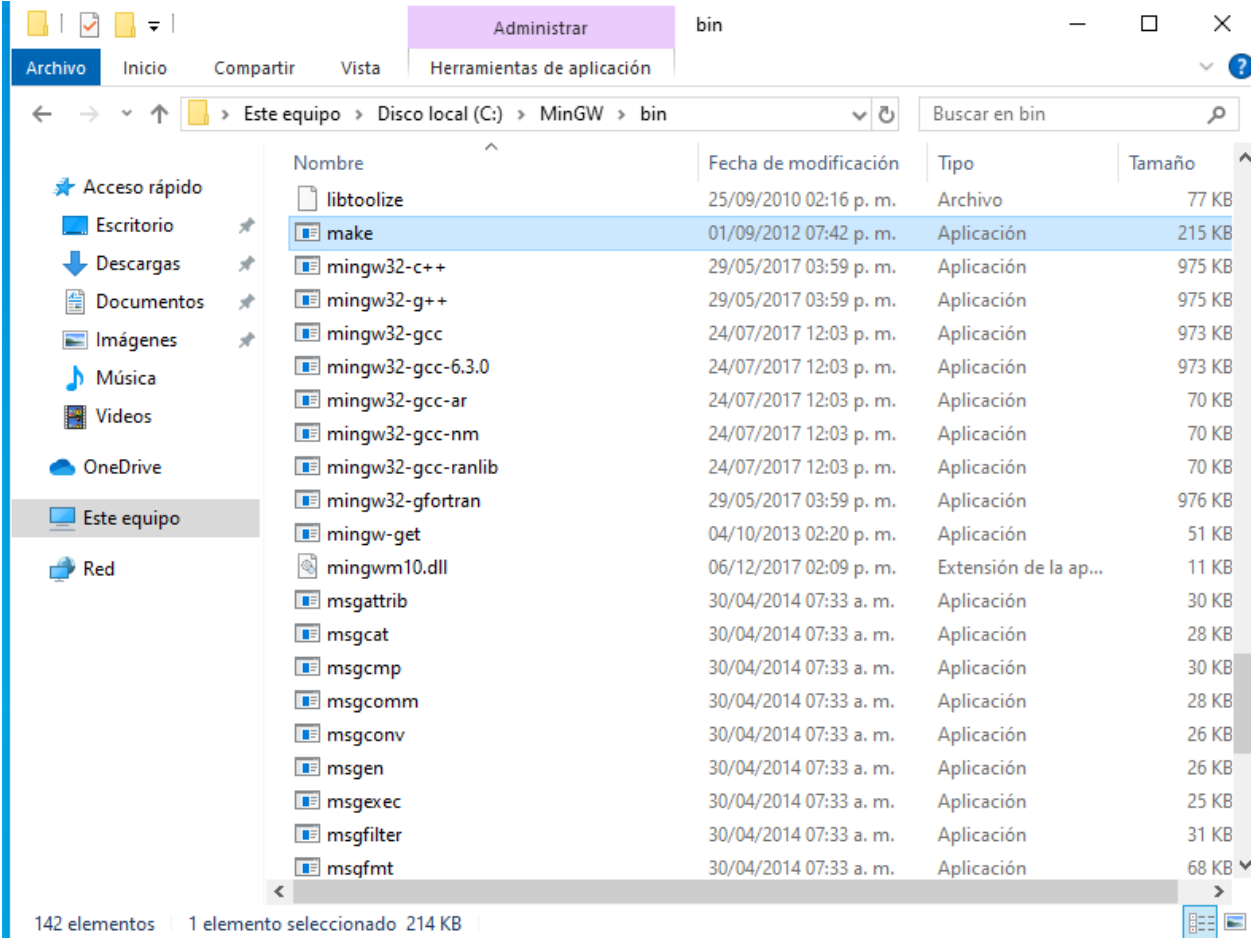 Administrar bin
Archivo Inicio Compartir Vista Herramientas de aplicación
Este equipo > Disco local (C:) > MinGW > bin Buscar en bin
Acceso rápido
Escritorio
Descargas
Documentos
Imágenes
Música
Videos
OneDrive
Este equipo
Red
Nombre Fecha de modificación Tipo Tamaño
libtoolize 25/09/2010 02:16 p. m. Archivo 77 KB
make 01/09/2012 07:42 p. m. Aplicación 215 KB
mingw32-c++ 29/05/2017 03:59 p. m. Aplicación 975 KB
mingw32-g++ 29/05/2017 03:59 p. m. Aplicación 975 KB
mingw32-gcc 24/07/2017 12:03 p. m. Aplicación 973 KB
mingw32-gcc-6.3.0 24/07/2017 12:03 p. m. Aplicación 973 KB
mingw32-gcc-ar 24/07/2017 12:03 p. m. Aplicación 70 KB
mingw32-gcc-nm 24/07/2017 12:03 p. m. Aplicación 70 KB
mingw32-gcc-ranlib 24/07/2017 12:03 p. m. Aplicación 70 KB
mingw32-gfortran 29/05/2017 03:59 p. m. Aplicación 976 KB
mingw-get 04/10/2013 02:20 p. m. Aplicación 51 KB
mingwm10.dll 06/12/2017 02:09 p. m. Extensión de la ap... 11 KB
msgattrib 30/04/2014 07:33 a. m. Aplicación 30 KB
msgcat 30/04/2014 07:33 a. m. Aplicación 28 KB
msgcmp 30/04/2014 07:33 a. m. Aplicación 30 KB
msgcomm 30/04/2014 07:33 a. m. Aplicación 28 KB
msgconv 30/04/2014 07:33 a. m. Aplicación 26 KB
msgen 30/04/2014 07:33 a. m. Aplicación 26 KB
msgexec 30/04/2014 07:33 a. m. Aplicación 25 KB
msgfilter 30/04/2014 07:33 a. m. Aplicación 31 KB
msgfmt 30/04/2014 07:33 a. m. Aplicación 68 KB
142 elementos 1 elemento seleccionado 214 KB